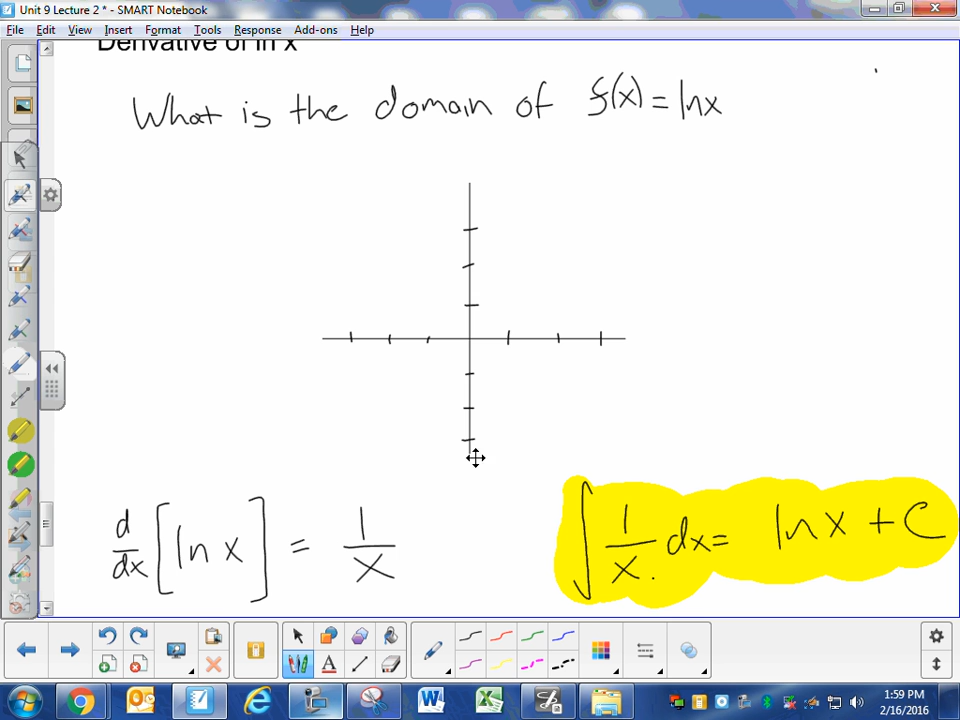 Unit 9 Lecture 2 * - SMART Notebook
File Edit View Insert Format Tools Response Add-ons Help
Derivative of ln x
What is the domain of f(x) = ln x
d/dx [ln x] = 1/x
∫ 1/x dx = ln x + C
1:59 PM
2/16/2016